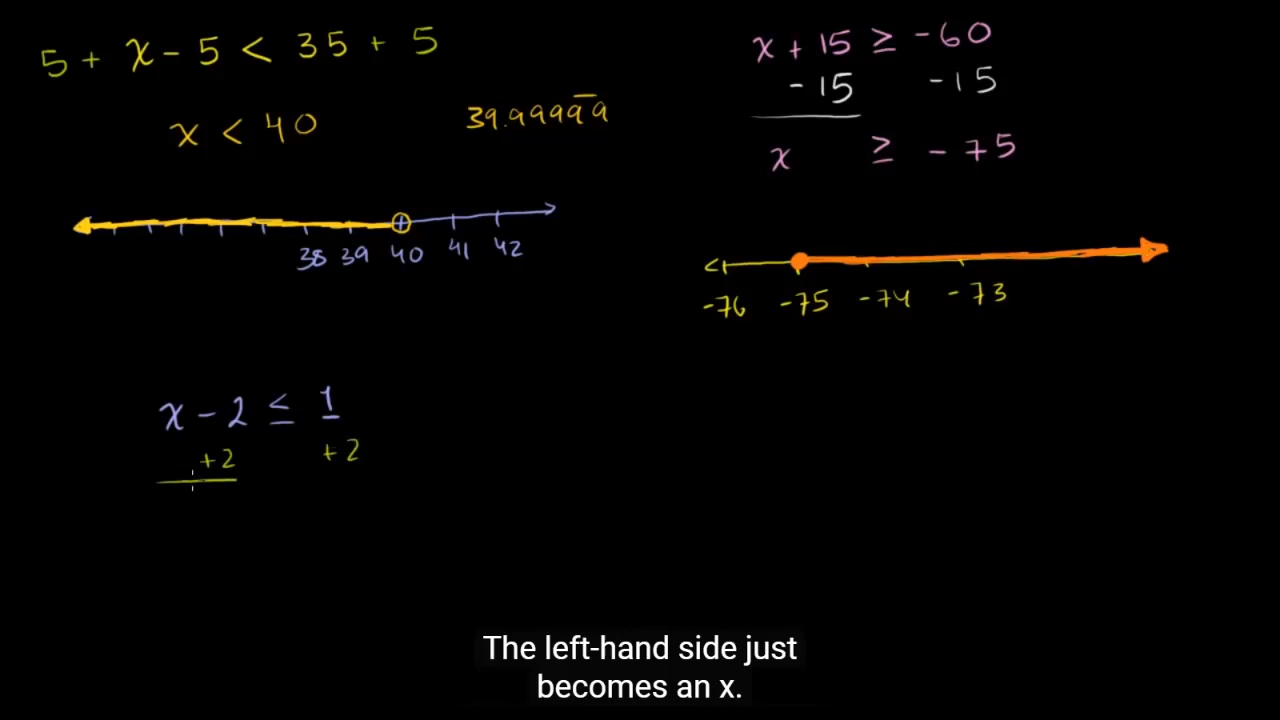 5 + x - 5 < 35 + 5
x < 40
39.999999̅9
38 39 40 41 42
x + 15 ≥ -60
-15 -15
x ≥ -75
-76 -75 -74 -73
x - 2 ≤ 1
+2 +2
The left-hand side just
becomes an x.